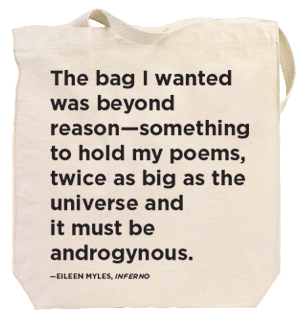 The bag I wanted
was beyond
reason—something
to hold my poems,
twice as big as the
universe and
it must be
androgynous.
—EILEEN MYLES, INFERNO